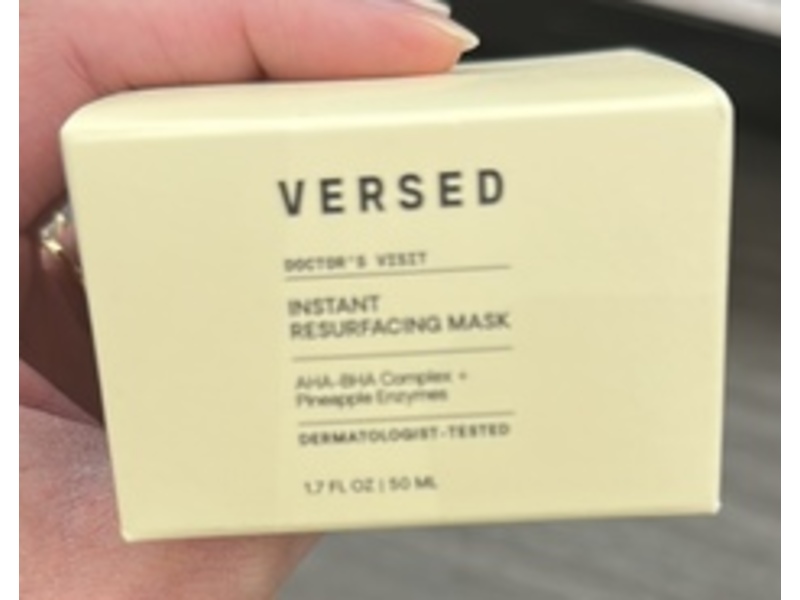 VERSED
DOCTOR'S VISIT
INSTANT
RESURFACING MASK
AHA-BHA Complex +
Pineapple Enzymes
DERMATOLOGIST-TESTED
1.7 FL OZ | 50 ML